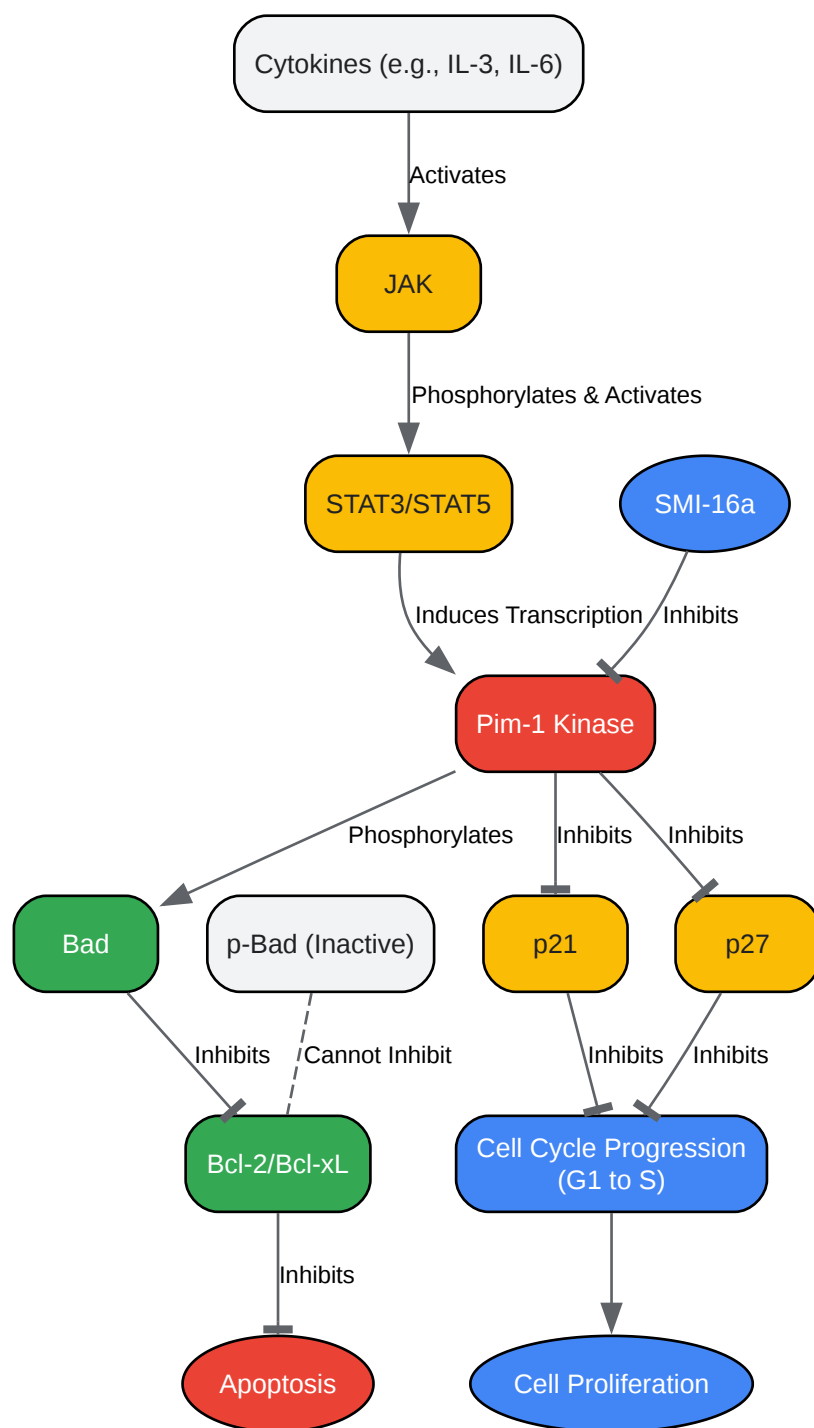 Cytokines (e.g., IL-3, IL-6)
Activates
JAK
Phosphorylates & Activates
STAT3/STAT5
SMI-16a
Induces Transcription
Inhibits
Pim-1 Kinase
Phosphorylates
Inhibits
Inhibits
Bad
p-Bad (Inactive)
p21
p27
Inhibits
Cannot Inhibit
Inhibits
Inhibits
Bcl-2/Bcl-xL
Cell Cycle Progression
(G1 to S)
Inhibits
Apoptosis
Cell Proliferation